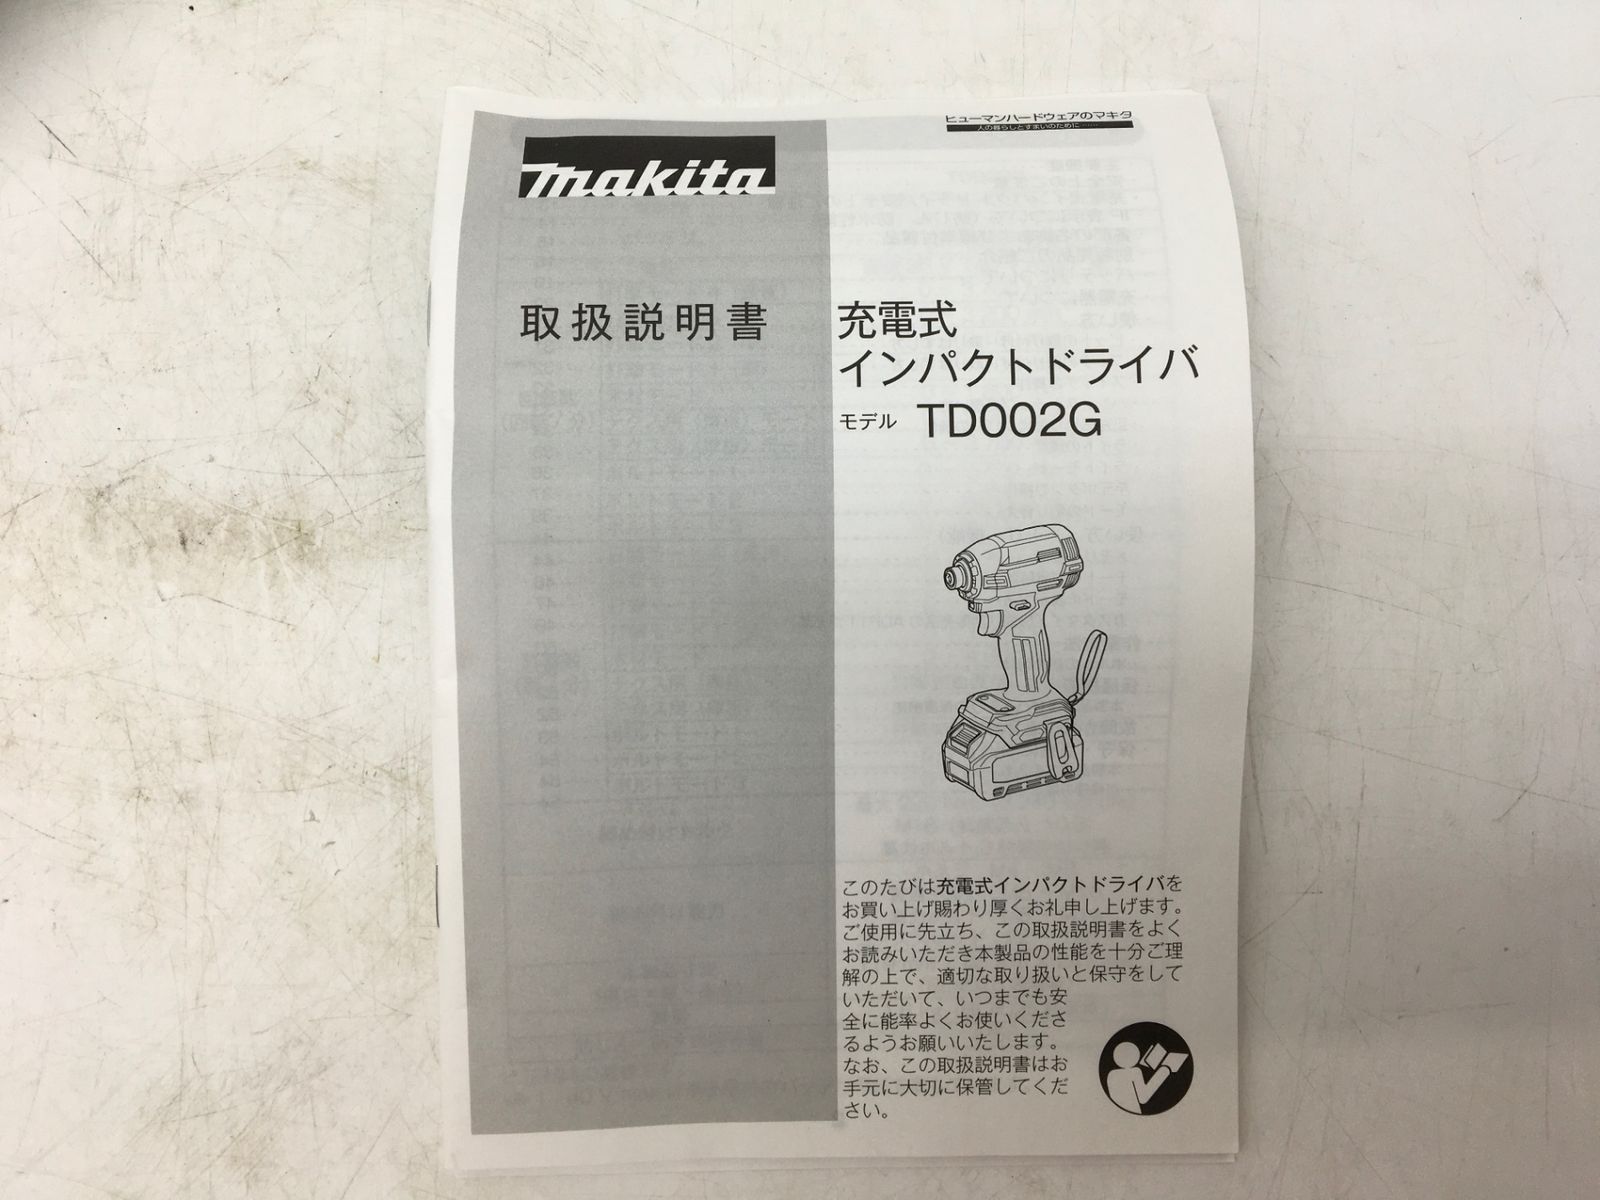 ヒューマンハードウェアのマキタ
人の暮らしとすまいのために ……
makita
取扱説明書
充電式
インパクトドライバ
モデル TD002G
このたびは充電式インパクトドライバを
お買い上げ賜わり厚くお礼申し上げます。
ご使用に先立ち、この取扱説明書をよく
お読みいただき本製品の性能を十分ご理
解の上で、適切な取り扱いと保守をして
いただいて、いつまでも安
全に能率よくお使いくださ
るようお願いいたします。
なお、この取扱説明書はお
手元に大切に保管してくだ
さい。